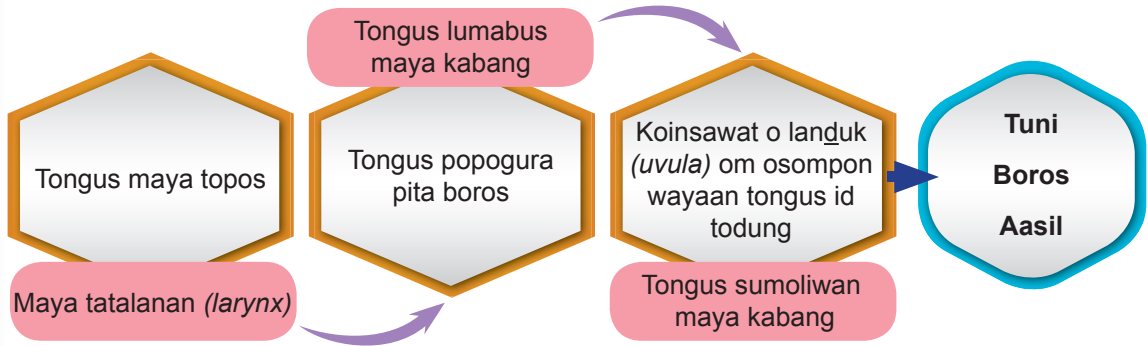 Tongus maya topos
Maya tatalanan (larynx)
Tongus popogura
pita boros
Tongus lumabus
maya kabang
Koinsawat o landuk
(uvula) om osompon
wayaan tongus id
todung
Tongus sumoliwan
maya kabang
Tuni
Boros
Aasil